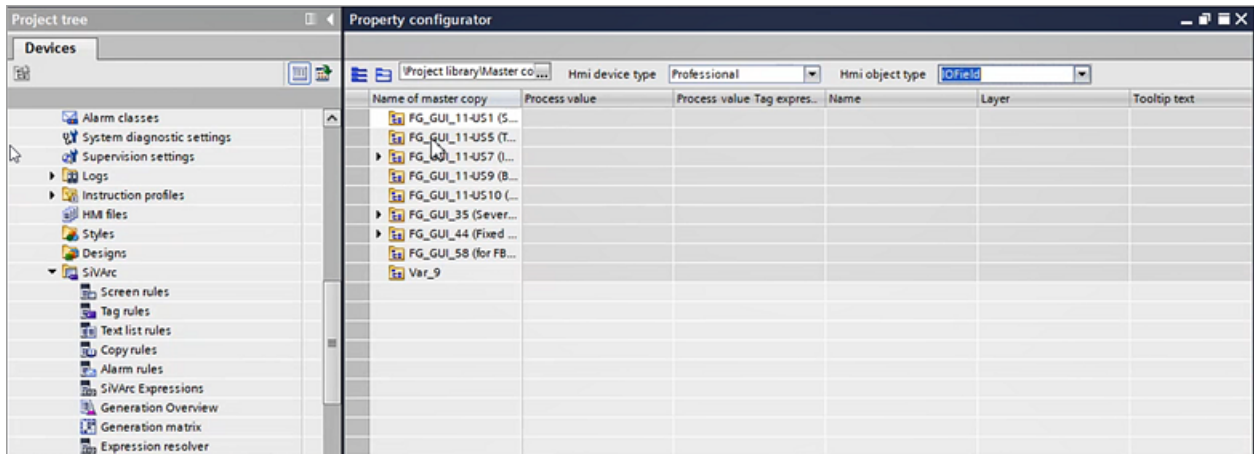 Project tree
Devices
Alarm classes
System diagnostic settings
Supervision settings
Logs
Instruction profiles
HMI files
Styles
Designs
SiVArc
Screen rules
Tag rules
Text list rules
Copy rules
Alarm rules
SiVArc Expressions
Generation Overview
Generation matrix
Expression resolver
Property configurator
\Project library\Master co...
Hmi device type Professional Hmi object type IOField
Name of master copy Process value Process value Tag expres... Name Layer Tooltip text
FG_GUI_11-US1 (S...
FG_GUI_11-US5 (T...
FG_GUI_11-US7 (I...
FG_GUI_11-US9 (B...
FG_GUI_11-US10 (...
FG_GUI_35 (Sever...
FG_GUI_44 (Fixed ...
FG_GUI_58 (for FB...
Var_9